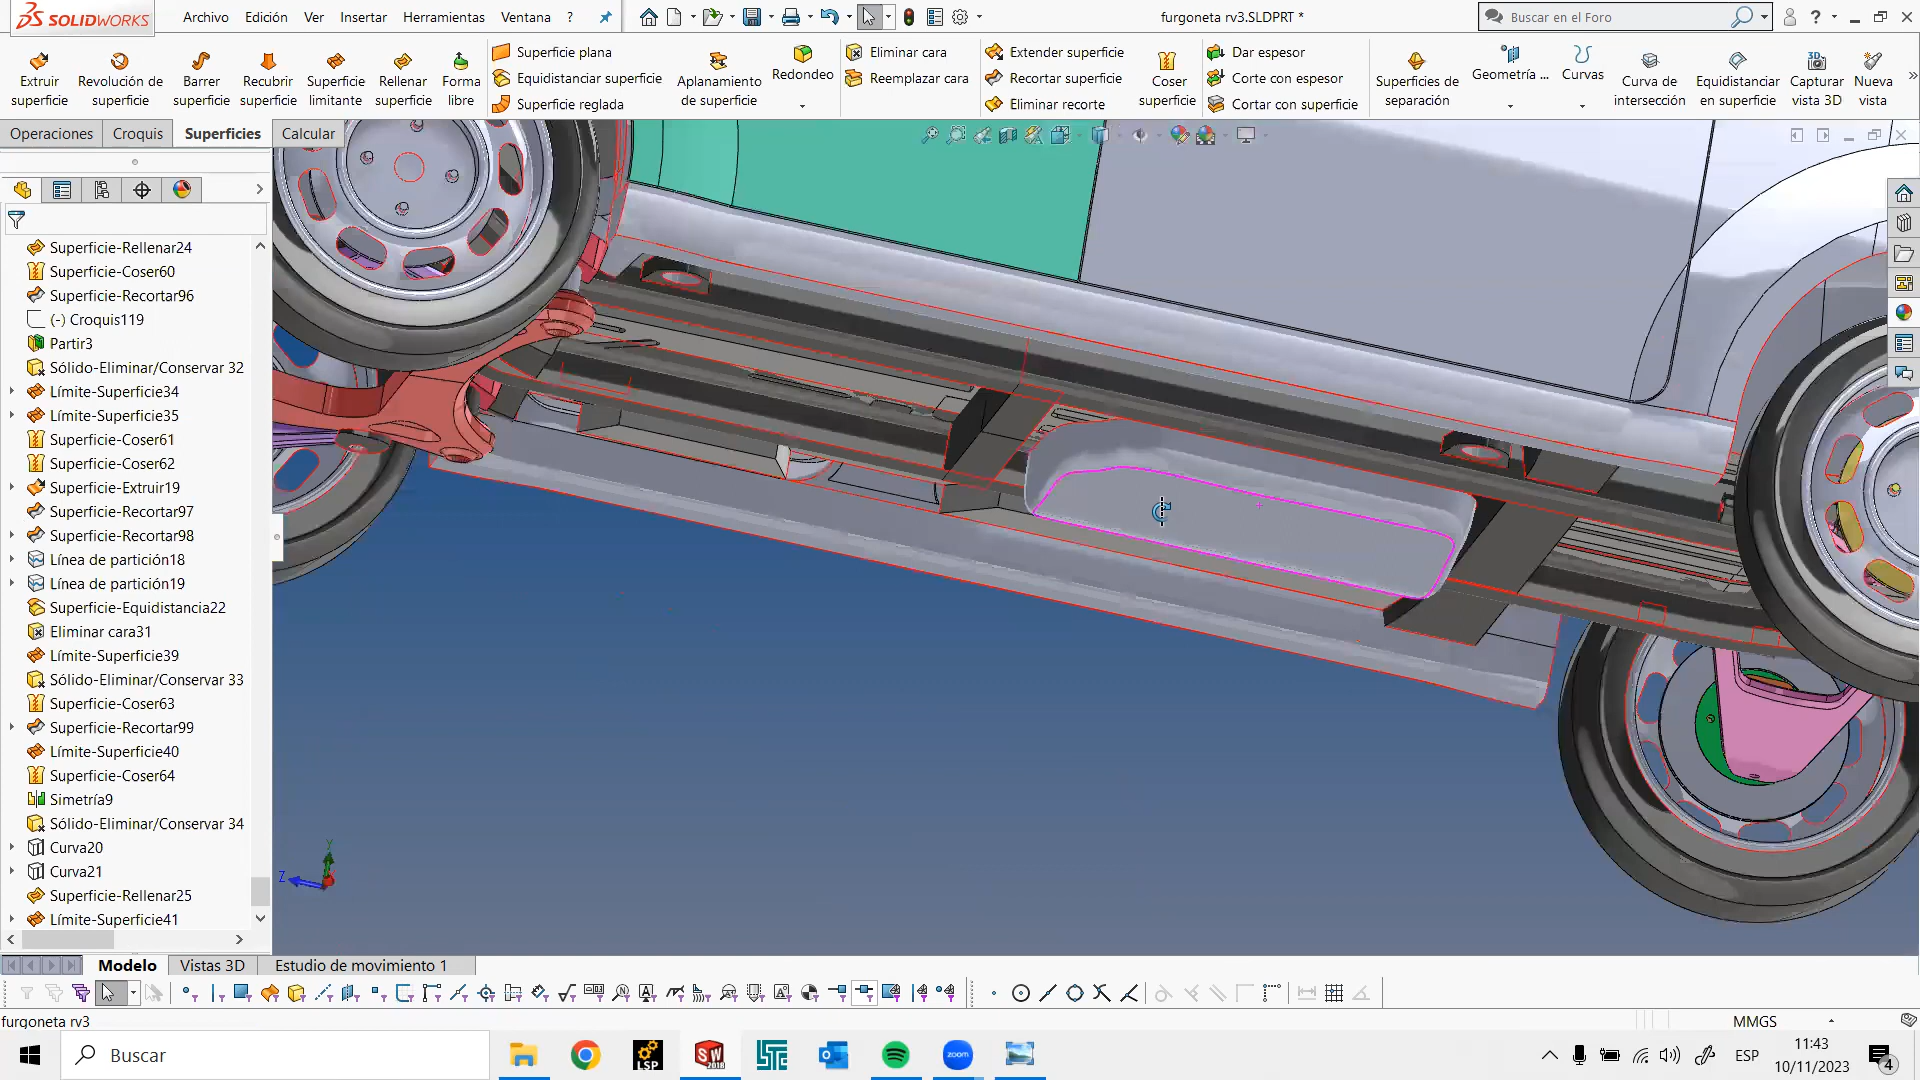 SOLIDWORKS
Archivo Edición Ver Insertar Herramientas Ventana ?
furgoneta rv3.SLDPRT *
Buscar en el Foro
Extruir superficie
Revolución de superficie
Barrer superficie
Recubrir superficie
Superficie limitante
Rellenar superficie
Forma libre
Superficie plana
Equidistanciar superficie
Superficie reglada
Aplanamiento de superficie
Redondeo
Eliminar cara
Reemplazar cara
Extender superficie
Recortar superficie
Eliminar recorte
Coser superficie
Dar espesor
Corte con espesor
Cortar con superficie
Superficies de separación
Geometría ...
Curvas
Curva de intersección
Equidistanciar en superficie
Capturar vista 3D
Nueva vista
Operaciones Croquis Superficies Calcular
Superficie-Rellenar24
Superficie-Coser60
Superficie-Recortar96
(-) Croquis119
Partir3
Sólido-Eliminar/Conservar 32
Límite-Superficie34
Límite-Superficie35
Superficie-Coser61
Superficie-Coser62
Superficie-Extruir19
Superficie-Recortar97
Superficie-Recortar98
Línea de partición18
Línea de partición19
Superficie-Equidistancia22
Eliminar cara31
Límite-Superficie39
Sólido-Eliminar/Conservar 33
Superficie-Coser63
Superficie-Recortar99
Límite-Superficie40
Superficie-Coser64
Simetría9
Sólido-Eliminar/Conservar 34
Curva20
Curva21
Superficie-Rellenar25
Límite-Superficie41
Y
Z
Modelo Vistas 3D Estudio de movimiento 1
furgoneta rv3
MMGS
Buscar
LSP
SW
2018
zoom
ESP
11:43
10/11/2023
4